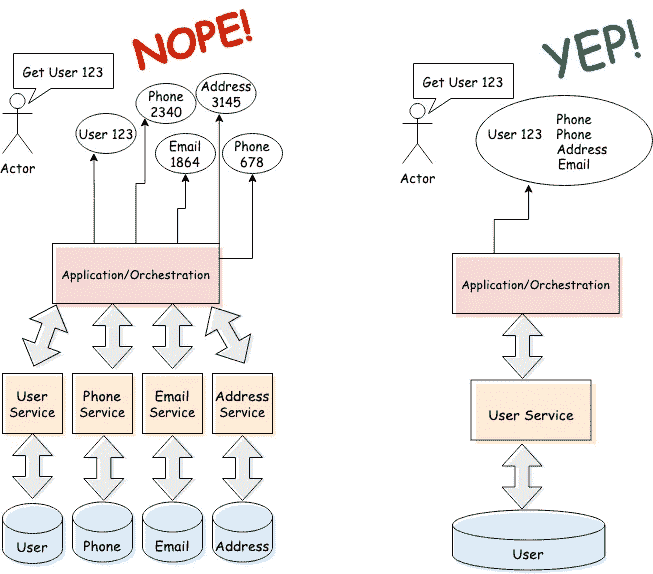 NOPE!
Get User 123
Actor
User 123
Phone
2340
Address
3145
Email
1864
Phone
678
Application/Orchestration
User
Service
Phone
Service
Email
Service
Address
Service
User
Phone
Email
Address
YEP!
Get User 123
Actor
User 123
Phone
Phone
Address
Email
Application/Orchestration
User Service
User